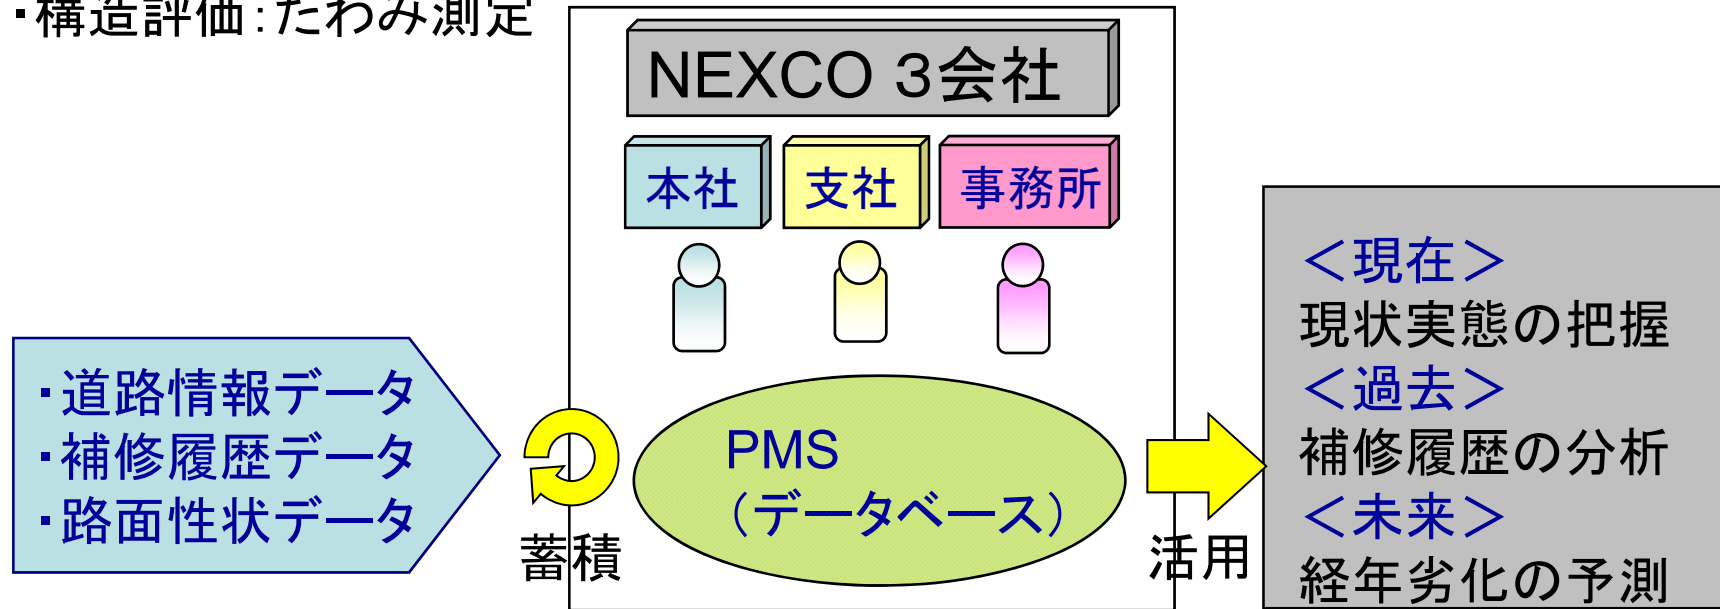 ・構造評価：たわみ測定
NEXCO 3会社
本社
支社
事務所
・道路情報データ
・補修履歴データ
・路面性状データ
蓄積
PMS
（データベース）
活用
＜現在＞
現状実態の把握
＜過去＞
補修履歴の分析
＜未来＞
経年劣化の予測